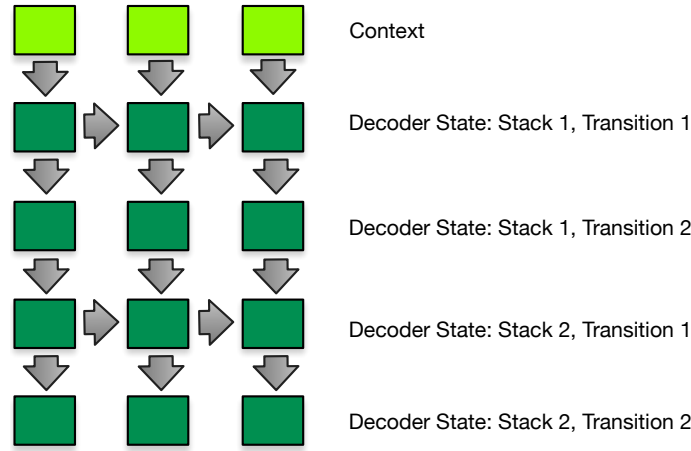 Context
Decoder State: Stack 1, Transition 1
Decoder State: Stack 1, Transition 2
Decoder State: Stack 2, Transition 1
Decoder State: Stack 2, Transition 2